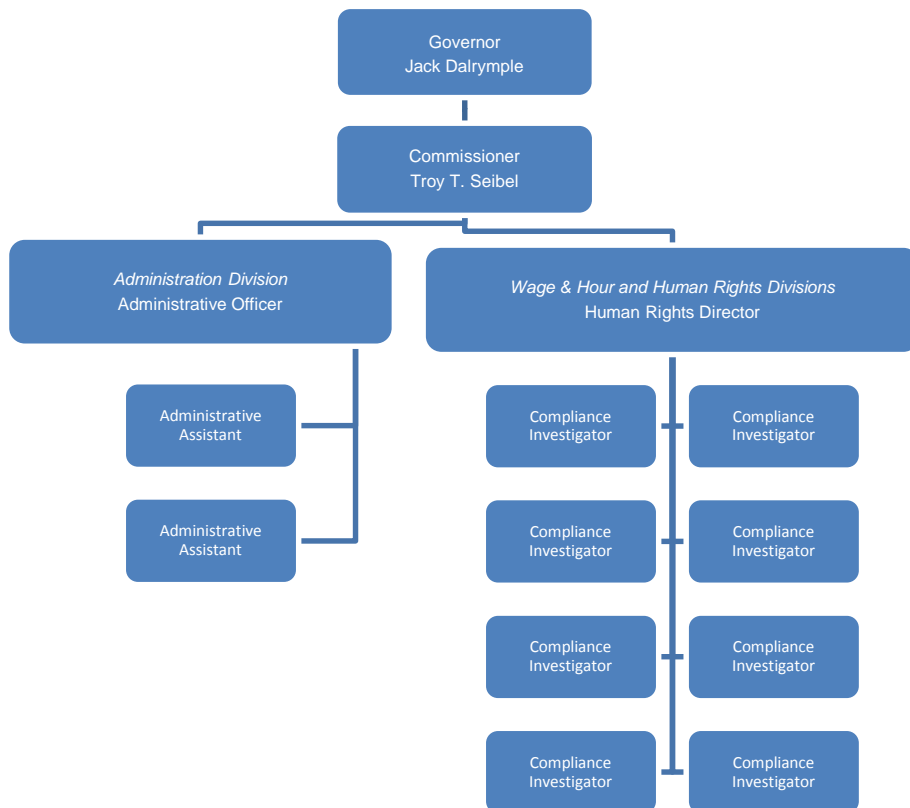 Governor
Jack Dalrymple
Commissioner
Troy T. Seibel
Administration Division
Administrative Officer
Wage & Hour and Human Rights Divisions
Human Rights Director
Administrative
Assistant
Administrative
Assistant
Compliance
Investigator
Compliance
Investigator
Compliance
Investigator
Compliance
Investigator
Compliance
Investigator
Compliance
Investigator
Compliance
Investigator
Compliance
Investigator